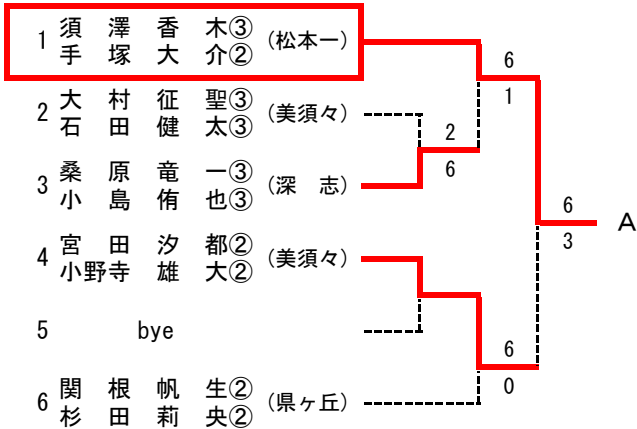 1 須澤香木③ (松本一)
手塚大介②
6
1
2 大村征聖③ (美須々)
石田健太③
2
6
3 桑原竜一③ (深志)
小島侑也③
6
3
A
4 宮田汐都② (美須々)
小野寺雄大②
5 bye
6
0
6 関根帆生② (県ヶ丘)
杉田莉央②